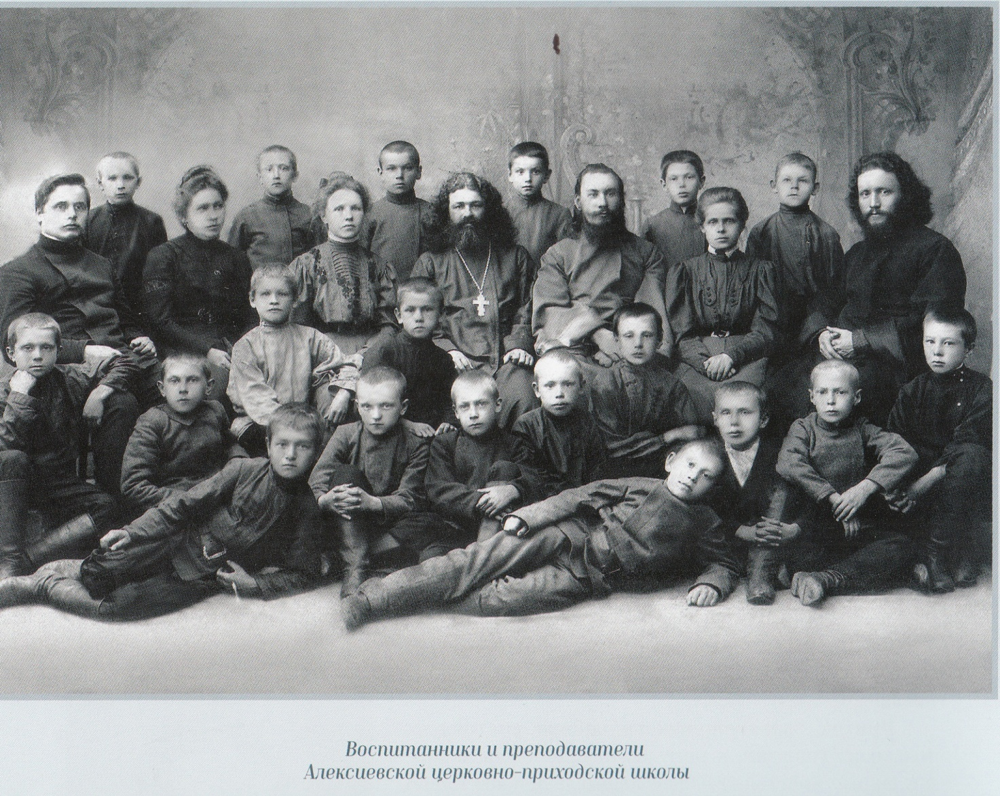 Воспитанники и преподаватели
Алексиевской церковно-приходской школы